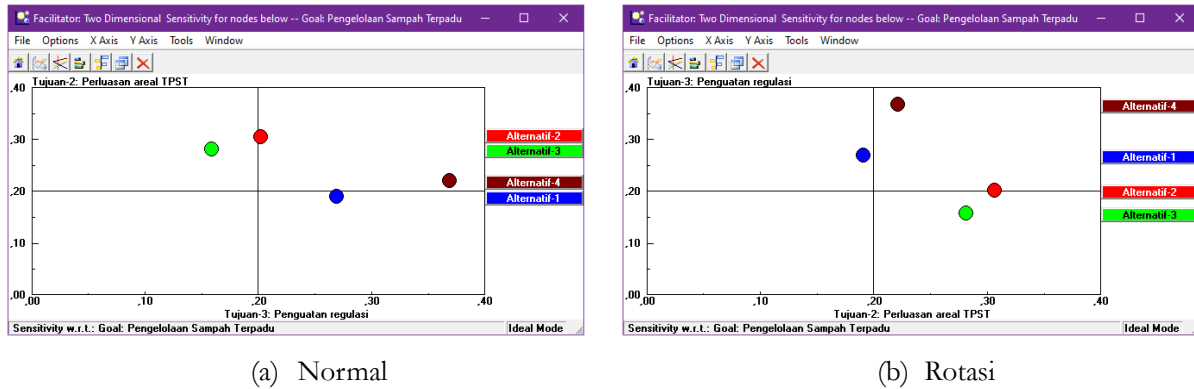 Facilitator: Two Dimensional Sensitivity for nodes below -- Goal: Pengelolaan Sampah Terpadu
File Options X Axis Y Axis Tools Window
Tujuan-2: Perluasan areal TPST
,40
,30
,20
,10
,00
,00 ,20 ,30 ,40
Alternatif-2
Alternatif-3
Alternatif-4
Alternatif-1
Tujuan-3: Penguatan regulasi
Sensitivity w.r.t.: Goal: Pengelolaan Sampah Terpadu Ideal Mode
(a) Normal
Facilitator: Two Dimensional Sensitivity for nodes below -- Goal: Pengelolaan Sampah Terpadu
File Options X Axis Y Axis Tools Window
Tujuan-3: Penguatan regulasi
,40
,30
,20
,10
,00
,00 ,20 ,30 ,40
Alternatif-4
Alternatif-1
Alternatif-2
Alternatif-3
Tujuan-2: Perluasan areal TPST
Sensitivity w.r.t.: Goal: Pengelolaan Sampah Terpadu Ideal Mode
(b) Rotasi